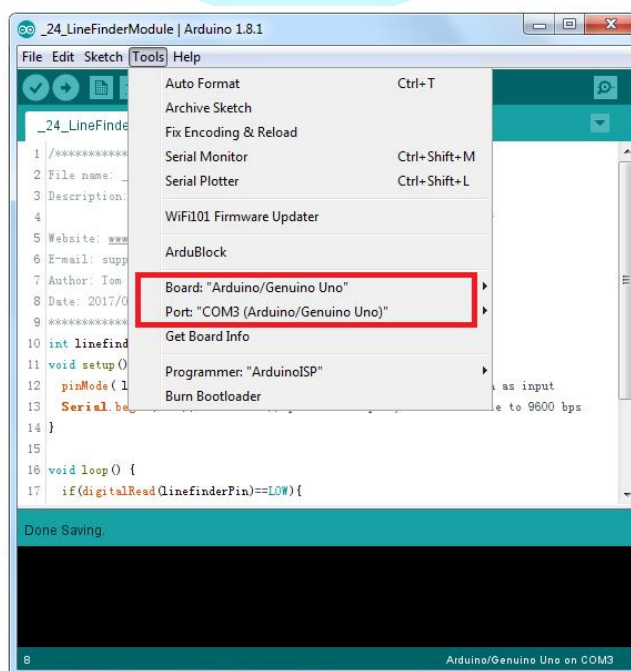 _24_LineFinderModule | Arduino 1.8.1
File Edit Sketch Tools Help
Auto Format Ctrl+T
Archive Sketch
Fix Encoding & Reload
Serial Monitor Ctrl+Shift+M
Serial Plotter Ctrl+Shift+L
WiFi101 Firmware Updater
ArduBlock
Board: "Arduino/Genuino Uno"
Port: "COM3 (Arduino/Genuino Uno)"
Get Board Info
Programmer: "ArduinoISP"
Burn Bootloader
_24_LineFinde
1 /************
2 File name: _
3 Description:
4
5 Website: www
6 E-mail: supp
7 Author: Tom
8 Date: 2017/0
9 ************
10 int linefind
11 void setup()
12 pinMode( l as input
13 Serial.be e to 9600 bps
14 }
15
16 void loop() {
17 if(digitalRead(linefinderPin)==LOW){
Done Saving.
8 Arduino/Genuino Uno on COM3